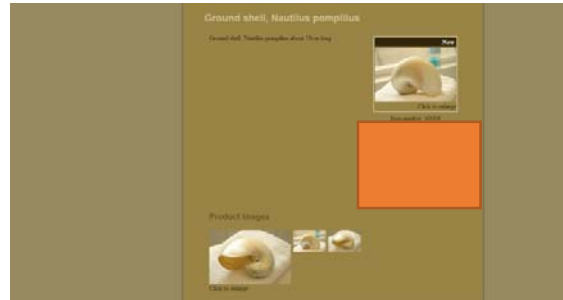 Ground shell, Nautilus pompilius
Ground shell, Nautilus pompilius about 15cm long
New
Click to enlarge
Product images
Click to enlarge